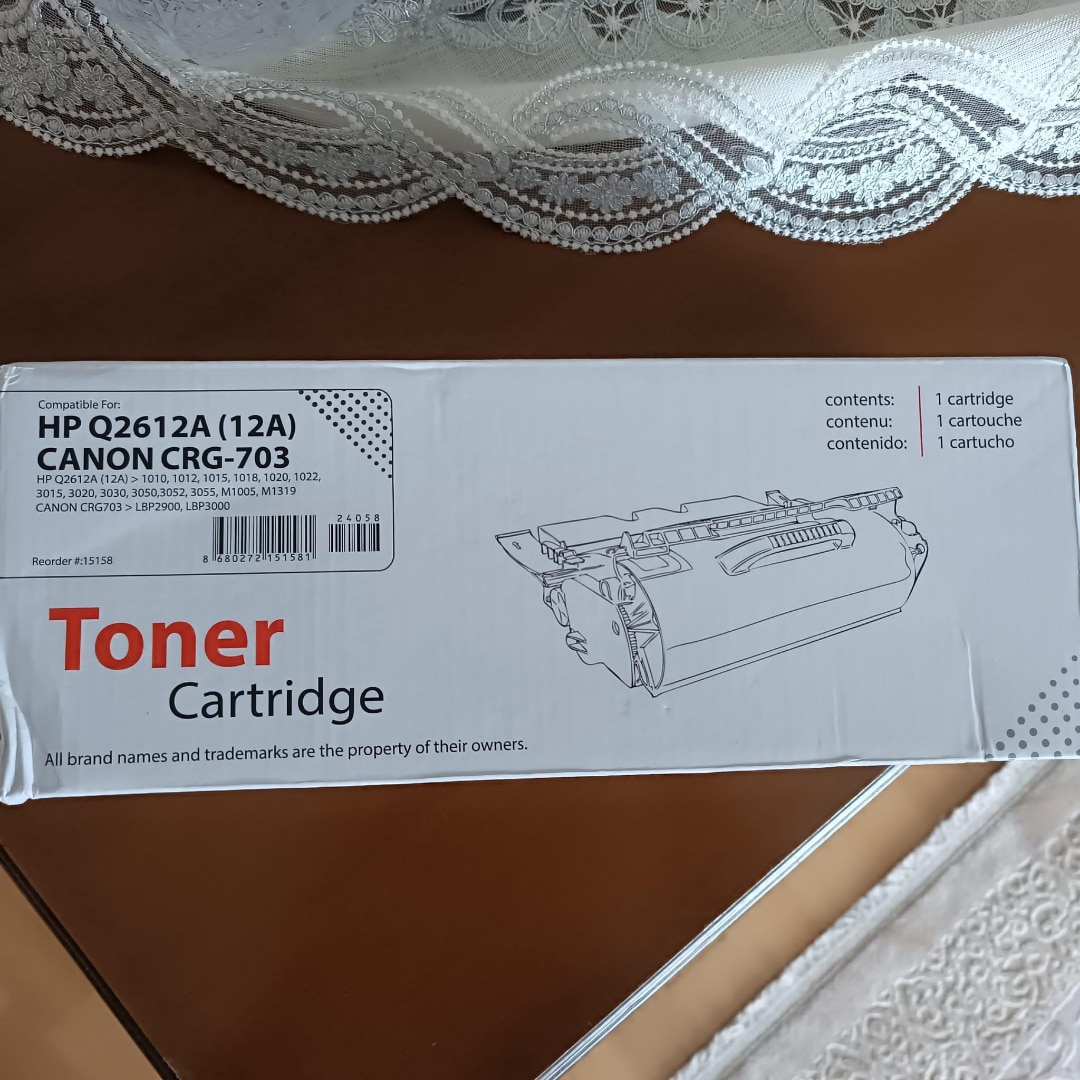 Compatible For:
HP Q2612A (12A)
CANON CRG-703
HP Q2612A (12A) > 1010, 1012, 1015, 1018, 1020, 1022,
3015, 3020, 3030, 3050,3052, 3055, M1005, M1319
CANON CRG703 > LBP2900, LBP3000
24058
Reorder #:15158
8 680272 151581
contents: 1 cartridge
contenu: 1 cartouche
contenido: 1 cartucho
Toner
Cartridge
All brand names and trademarks are the property of their owners.